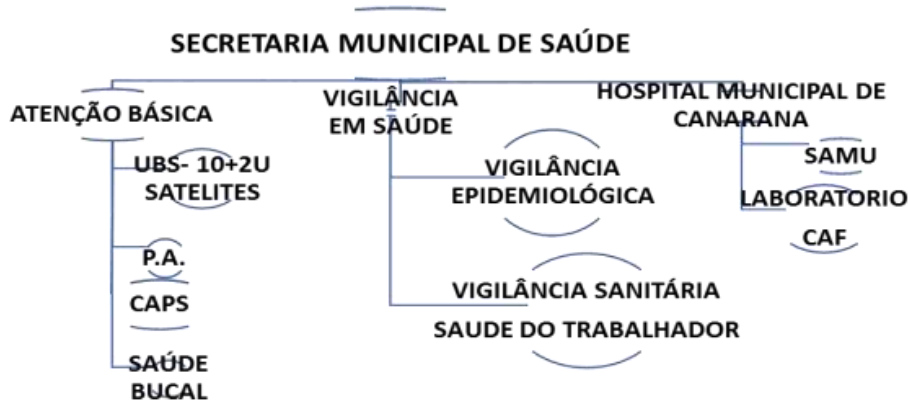 SECRETARIA MUNICIPAL DE SAÚDE
ATENÇÃO BÁSICA
UBS- 10+2U
SATELITES
P.A.
CAPS
SAÚDE
BUCAL
VIGILÂNCIA
EM SAÚDE
VIGILÂNCIA
EPIDEMIOLÓGICA
VIGILÂNCIA SANITÁRIA
SAUDE DO TRABALHADOR
HOSPITAL MUNICIPAL DE
CANARANA
SAMU
LABORATORIO
CAF